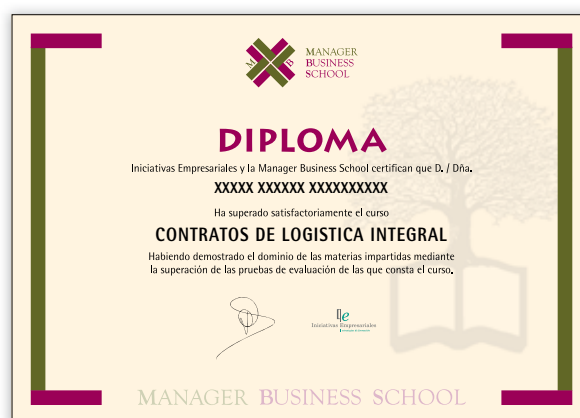 M B
MANAGER
BUSINESS
SCHOOL
DIPLOMA
Iniciativas Empresariales y la Manager Business School certifican que D. / Dña.
XXXXX XXXXXX XXXXXXXXXX
Ha superado satisfactoriamente el curso
CONTRATOS DE LOGISTICA INTEGRAL
Habiendo demostrado el dominio de las materias impartidas mediante
la superación de las pruebas de evaluación de las que consta el curso.
ie
Iniciativas Empresariales
MANAGER BUSINESS SCHOOL